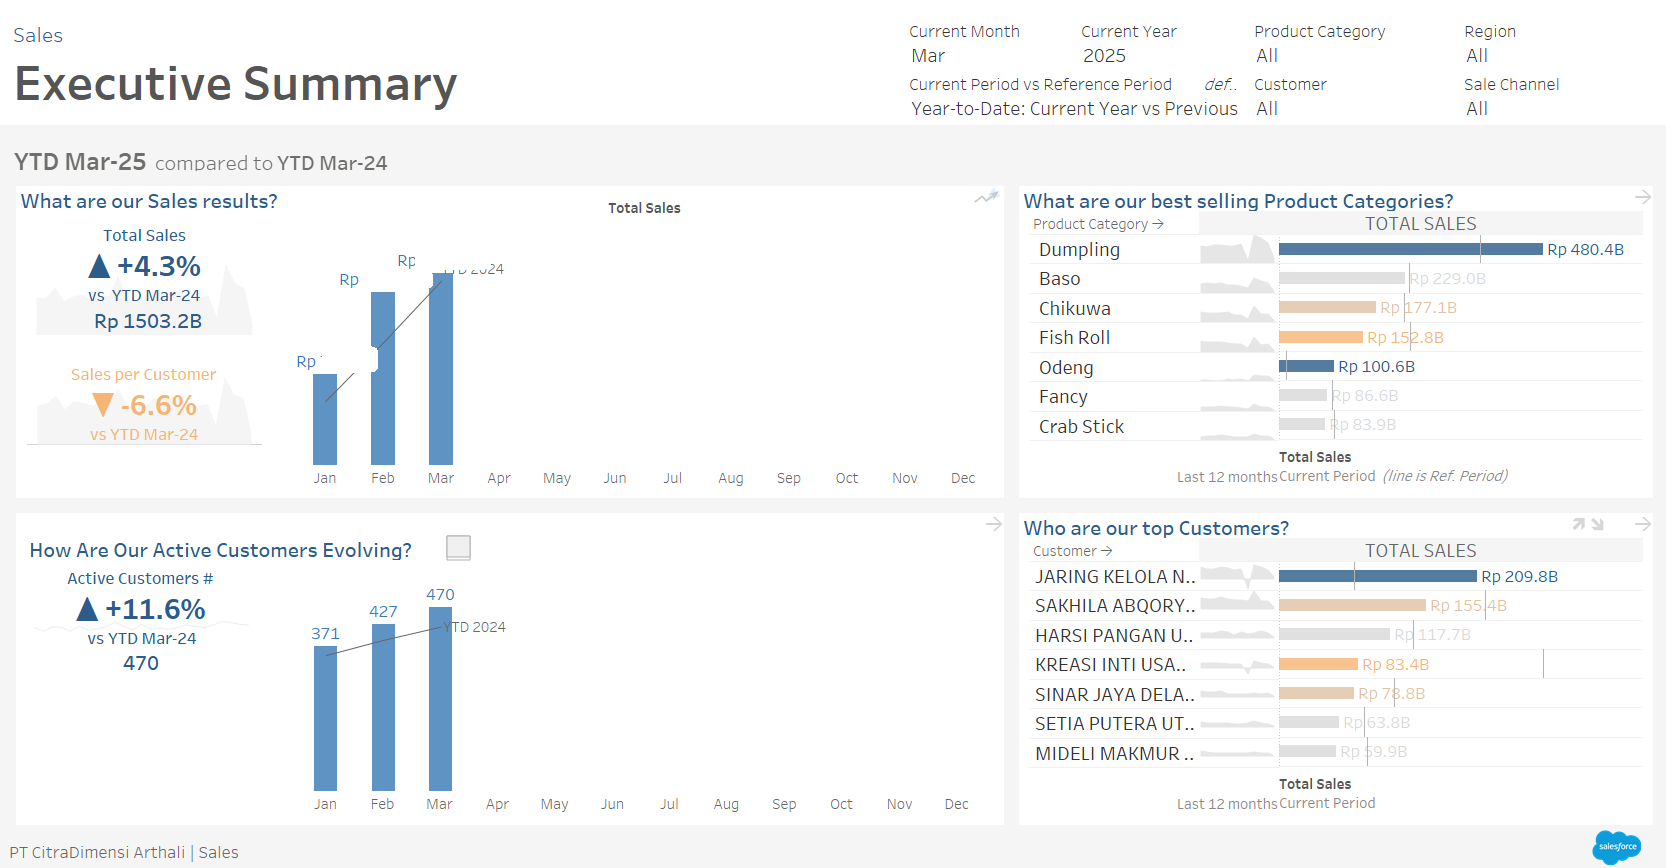 Sales
Executive Summary
Current Month
Mar
Current Year
2025
Product Category
All
Region
All
Current Period vs Reference Period def..
Year-to-Date: Current Year vs Previous
Customer
All
Sale Channel
All
YTD Mar-25 compared to YTD Mar-24
What are our Sales results?
Total Sales
+4.3%
vs YTD Mar-24
Rp 1503.2B
Sales per Customer
-6.6%
vs YTD Mar-24
Total Sales
Rp
Rp
Rp
2024
Jan Feb Mar Apr May Jun Jul Aug Sep Oct Nov Dec
What are our best selling Product Categories?
Product Category → TOTAL SALES
Dumpling Rp 480.4B
Baso Rp 229.0B
Chikuwa Rp 177.1B
Fish Roll Rp 152.8B
Odeng Rp 100.6B
Fancy Rp 86.6B
Crab Stick Rp 83.9B
Total Sales
Last 12 months Current Period (line is Ref. Period)
How Are Our Active Customers Evolving?
Active Customers #
+11.6%
vs YTD Mar-24
470
371
427
470
YTD 2024
Jan Feb Mar Apr May Jun Jul Aug Sep Oct Nov Dec
Who are our top Customers?
Customer → TOTAL SALES
JARING KELOLA N.. Rp 209.8B
SAKHILA ABQORY.. Rp 155.4B
HARSI PANGAN U.. Rp 117.7B
KREASI INTI USA.. Rp 83.4B
SINAR JAYA DELA.. Rp 78.8B
SETIA PUTERA UT.. Rp 63.8B
MIDELI MAKMUR .. Rp 59.9B
Total Sales
Last 12 months Current Period
PT CitraDimensi Arthali | Sales
salesforce